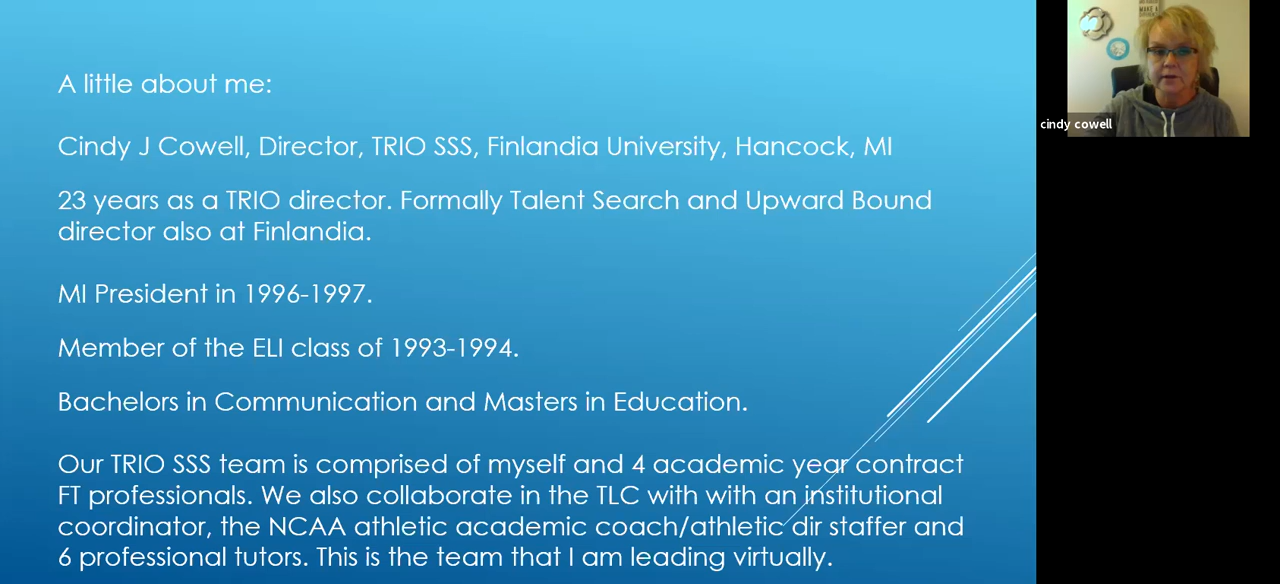 A little about me:
Cindy J Cowell, Director, TRIO SSS, Finlandia University, Hancock, MI
23 years as a TRIO director. Formally Talent Search and Upward Bound
director also at Finlandia.
MI President in 1996-1997.
Member of the ELI class of 1993-1994.
Bachelors in Communication and Masters in Education.
Our TRIO SSS team is comprised of myself and 4 academic year contract
FT professionals. We also collaborate in the TLC with with an institutional
coordinator, the NCAA athletic academic coach/athletic dir staffer and
6 professional tutors. This is the team that I am leading virtually.
cindy cowell